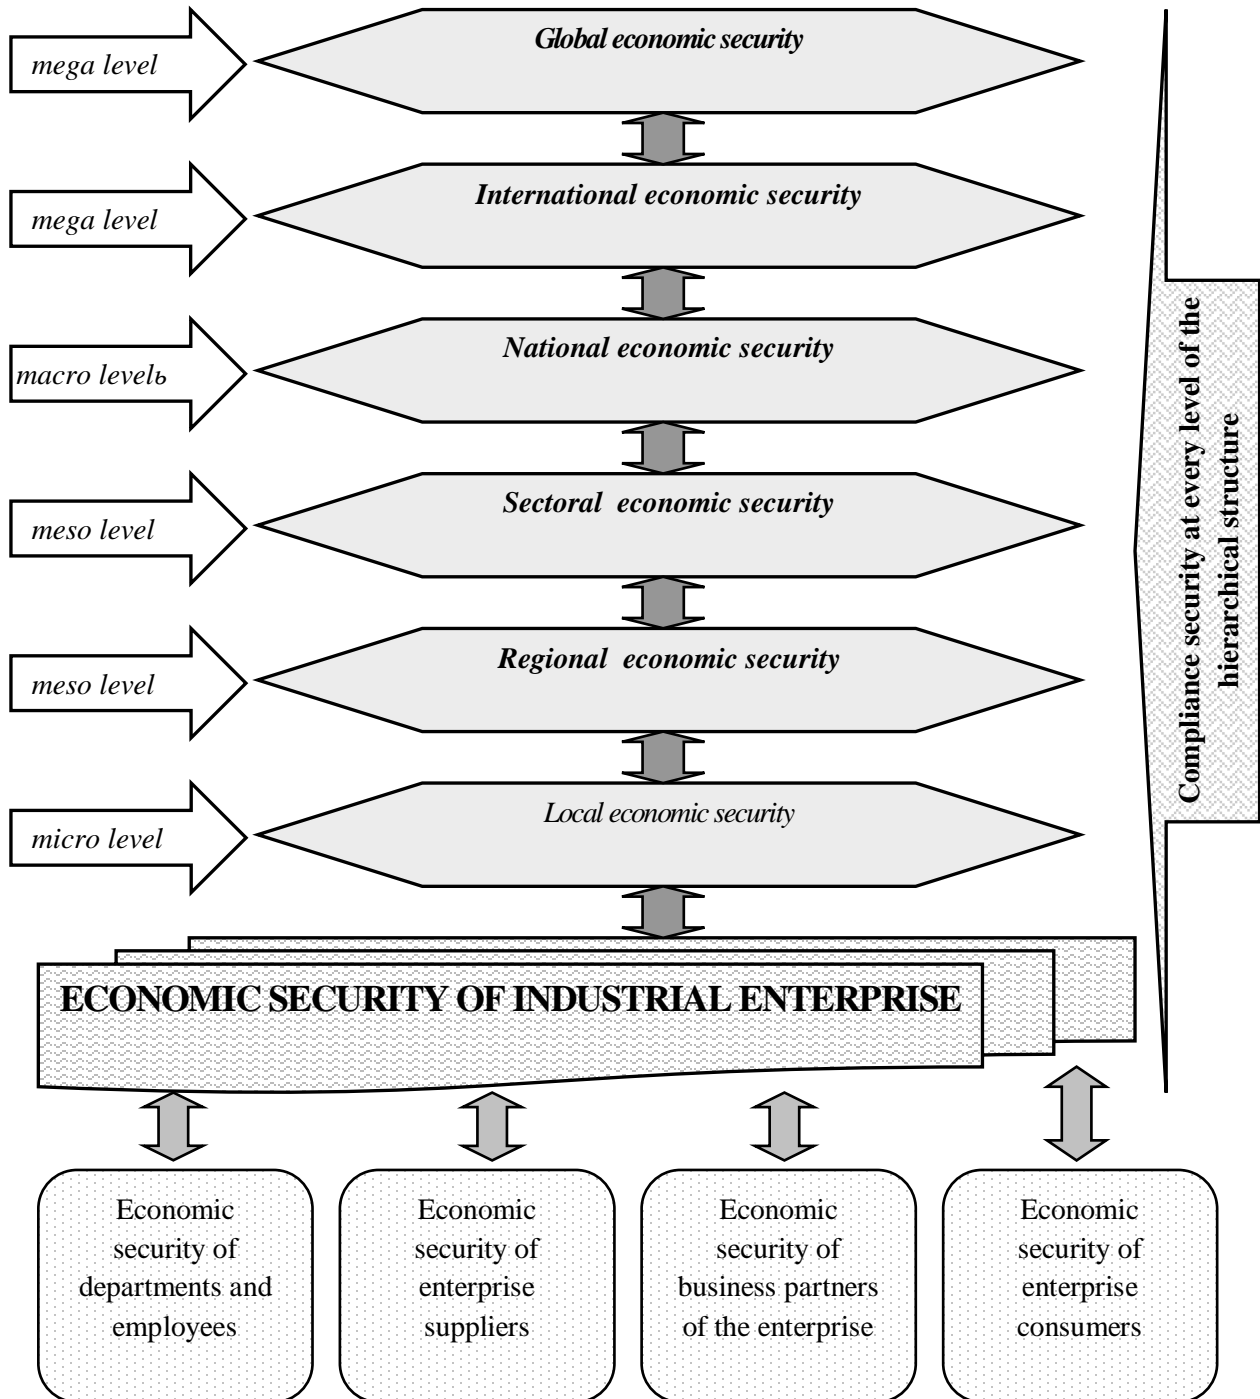 mega level
Global economic security
mega level
International economic security
macro levelь
National economic security
meso level
Sectoral economic security
meso level
Regional economic security
micro level
Local economic security
Compliance security at every level of the
hierarchical structure
ECONOMIC SECURITY OF INDUSTRIAL ENTERPRISE
Economic
security of
departments and
employees
Economic
security of
enterprise
suppliers
Economic
security of
business partners
of the enterprise
Economic
security of
enterprise
consumers